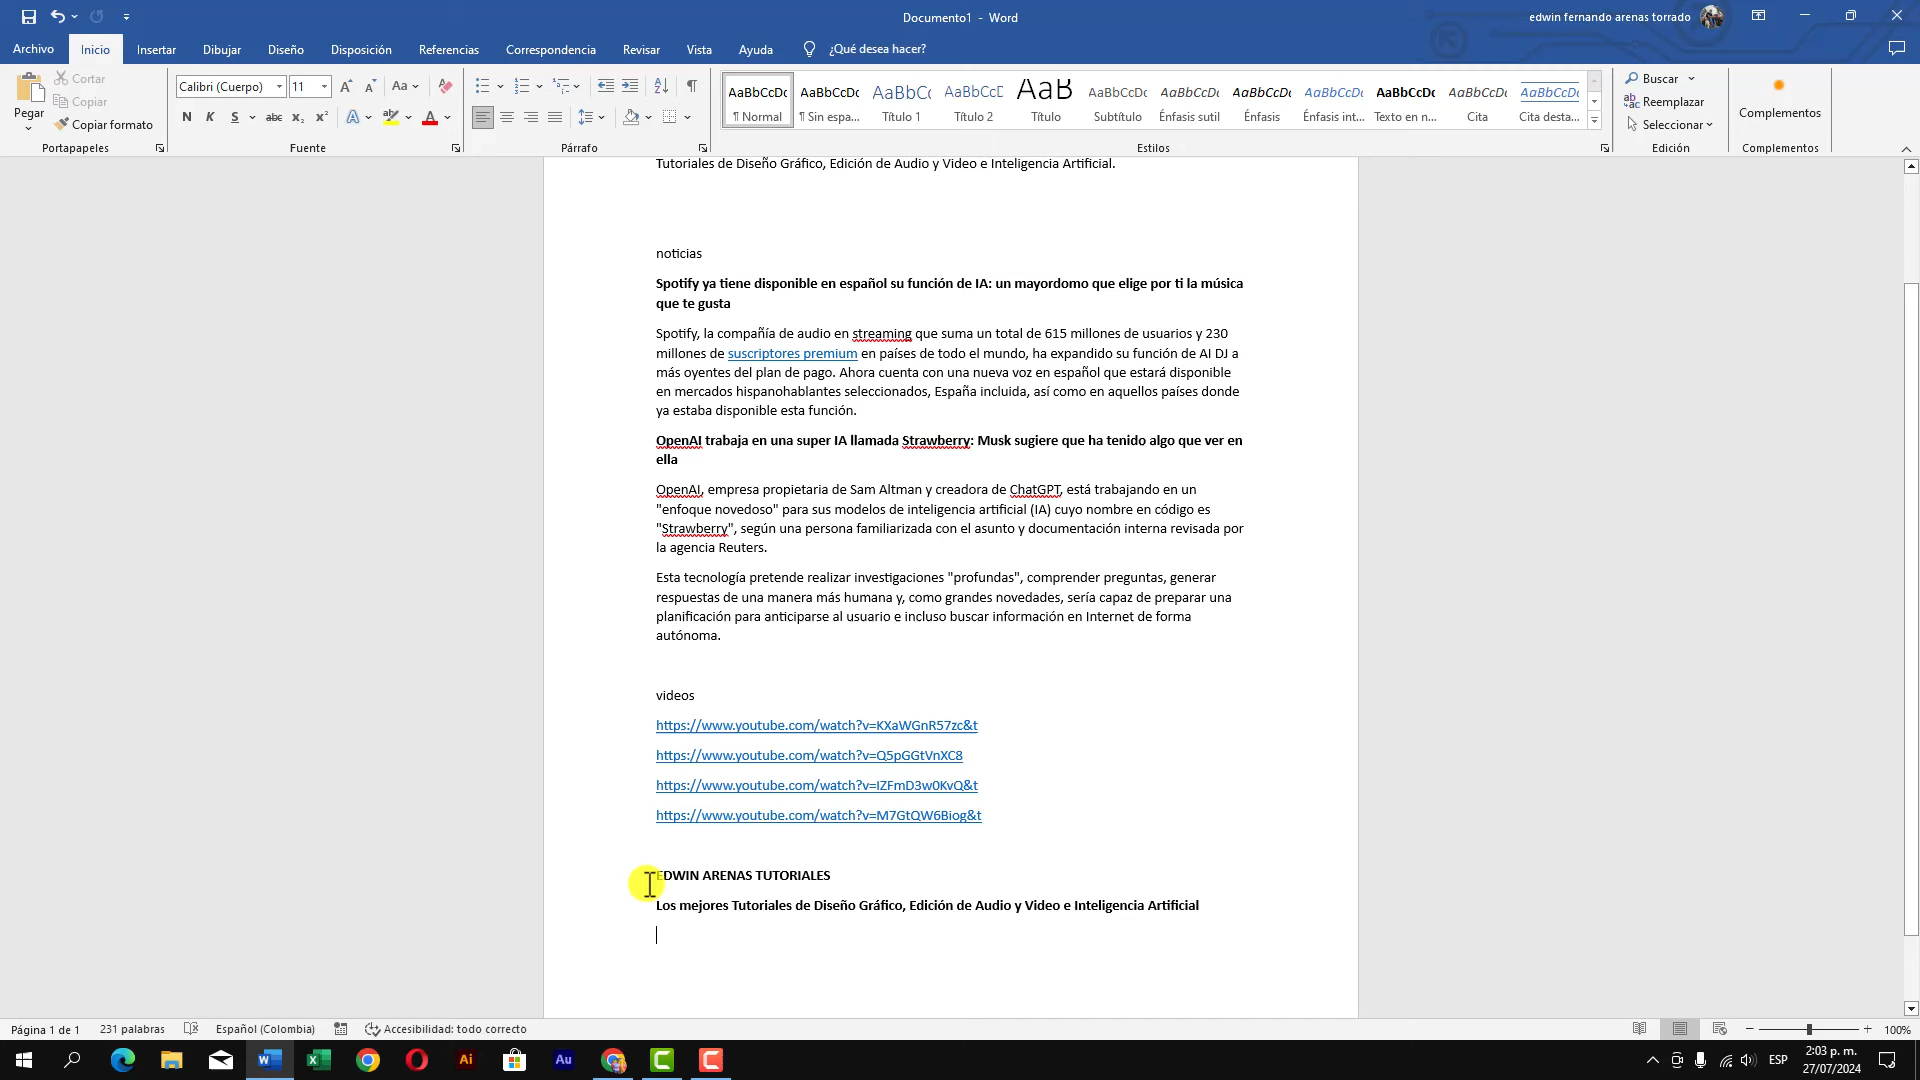 Documento1 - Word
edwin fernando arenas torrado
Archivo Inicio Insertar Dibujar Diseño Disposición Referencias Correspondencia Revisar Vista Ayuda ¿Qué desea hacer?
Pegar
Cortar
Copiar
Copiar formato
Portapapeles
Calibri (Cuerpo) 11 Aa
N K S abc x₂ x² A A
Fuente
Párrafo
AaBbCcDc AaBbCcDc AaBbCc AaBbCcD AaB AaBbCcDc AaBbCcDc AaBbCcDc AaBbCcDc AaBbCcDc AaBbCcDc AaBbCcDc
¶ Normal ¶ Sin espa... Título 1 Título 2 Título Subtítulo Énfasis sutil Énfasis Énfasis int... Texto en n... Cita Cita desta...
Estilos
Buscar
Reemplazar
Seleccionar
Edición
Complementos
Complementos
Tutoriales de Diseño Gráfico, Edición de Audio y Video e Inteligencia Artificial.
noticias
Spotify ya tiene disponible en español su función de IA: un mayordomo que elige por ti la música
que te gusta
Spotify, la compañía de audio en streaming que suma un total de 615 millones de usuarios y 230
millones de suscriptores premium en países de todo el mundo, ha expandido su función de AI DJ a
más oyentes del plan de pago. Ahora cuenta con una nueva voz en español que estará disponible
en mercados hispanohablantes seleccionados, España incluida, así como en aquellos países donde
ya estaba disponible esta función.
OpenAI trabaja en una super IA llamada Strawberry: Musk sugiere que ha tenido algo que ver en
ella
OpenAI, empresa propietaria de Sam Altman y creadora de ChatGPT, está trabajando en un
"enfoque novedoso" para sus modelos de inteligencia artificial (IA) cuyo nombre en código es
"Strawberry", según una persona familiarizada con el asunto y documentación interna revisada por
la agencia Reuters.
Esta tecnología pretende realizar investigaciones "profundas", comprender preguntas, generar
respuestas de una manera más humana y, como grandes novedades, sería capaz de preparar una
planificación para anticiparse al usuario e incluso buscar información en Internet de forma
autónoma.
videos
https://www.youtube.com/watch?v=KXaWGnR57zc&t
https://www.youtube.com/watch?v=Q5pGGtVnXC8
https://www.youtube.com/watch?v=IZFmD3w0KvQ&t
https://www.youtube.com/watch?v=M7GtQW6Biog&t
EDWIN ARENAS TUTORIALES
Los mejores Tutoriales de Diseño Gráfico, Edición de Audio y Video e Inteligencia Artificial
Página 1 de 1 231 palabras Español (Colombia) Accesibilidad: todo correcto 100%
Ai Au ESP
2:03 p. m.
27/07/2024